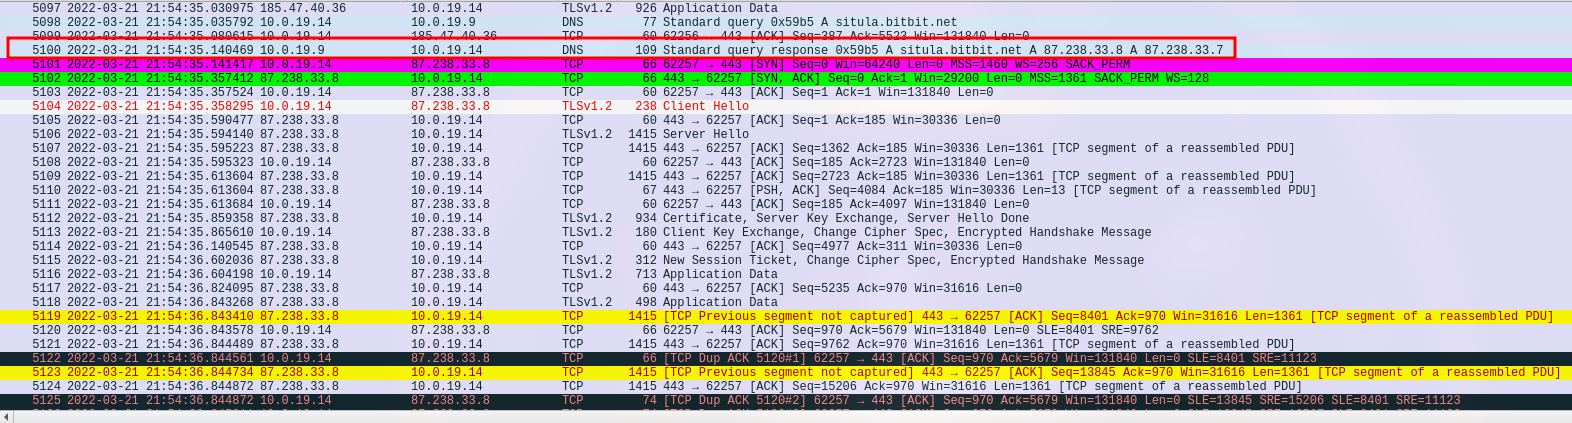 5097 2022-03-21 21:54:35.030975 185.47.40.36 10.0.19.14 TLSv1.2 926 Application Data
5098 2022-03-21 21:54:35.035792 10.0.19.14 10.0.19.9 DNS 77 Standard query 0x59b5 A situla.bitbit.net
5099 2022-03-21 21:54:35.080615 10.0.19.14 185.47.40.36 TCP 60 62256 → 443 [ACK] Seq=387 Ack=5523 Win=131840 Len=0
5100 2022-03-21 21:54:35.140469 10.0.19.9 10.0.19.14 DNS 109 Standard query response 0x59b5 A situla.bitbit.net A 87.238.33.8 A 87.238.33.7
5101 2022-03-21 21:54:35.141417 10.0.19.14 87.238.33.8 TCP 66 62257 → 443 [SYN] Seq=0 Win=64240 Len=0 MSS=1460 WS=256 SACK_PERM
5102 2022-03-21 21:54:35.357412 87.238.33.8 10.0.19.14 TCP 66 443 → 62257 [SYN, ACK] Seq=0 Ack=1 Win=29200 Len=0 MSS=1361 SACK_PERM WS=128
5103 2022-03-21 21:54:35.357524 10.0.19.14 87.238.33.8 TCP 60 62257 → 443 [ACK] Seq=1 Ack=1 Win=131840 Len=0
5104 2022-03-21 21:54:35.358295 10.0.19.14 87.238.33.8 TLSv1.2 238 Client Hello
5105 2022-03-21 21:54:35.590477 87.238.33.8 10.0.19.14 TCP 60 443 → 62257 [ACK] Seq=1 Ack=185 Win=30336 Len=0
5106 2022-03-21 21:54:35.594140 87.238.33.8 10.0.19.14 TLSv1.2 1415 Server Hello
5107 2022-03-21 21:54:35.595223 87.238.33.8 10.0.19.14 TCP 1415 443 → 62257 [ACK] Seq=1362 Ack=185 Win=30336 Len=1361 [TCP segment of a reassembled PDU]
5108 2022-03-21 21:54:35.595323 10.0.19.14 87.238.33.8 TCP 60 62257 → 443 [ACK] Seq=185 Ack=2723 Win=131840 Len=0
5109 2022-03-21 21:54:35.613604 87.238.33.8 10.0.19.14 TCP 1415 443 → 62257 [ACK] Seq=2723 Ack=185 Win=30336 Len=1361 [TCP segment of a reassembled PDU]
5110 2022-03-21 21:54:35.613604 87.238.33.8 10.0.19.14 TCP 67 443 → 62257 [PSH, ACK] Seq=4084 Ack=185 Win=30336 Len=13 [TCP segment of a reassembled PDU]
5111 2022-03-21 21:54:35.613684 10.0.19.14 87.238.33.8 TCP 60 62257 → 443 [ACK] Seq=185 Ack=4097 Win=131840 Len=0
5112 2022-03-21 21:54:35.859358 87.238.33.8 10.0.19.14 TLSv1.2 934 Certificate, Server Key Exchange, Server Hello Done
5113 2022-03-21 21:54:35.865610 10.0.19.14 87.238.33.8 TLSv1.2 180 Client Key Exchange, Change Cipher Spec, Encrypted Handshake Message
5114 2022-03-21 21:54:36.140545 87.238.33.8 10.0.19.14 TCP 60 443 → 62257 [ACK] Seq=4977 Ack=311 Win=30336 Len=0
5115 2022-03-21 21:54:36.602036 87.238.33.8 10.0.19.14 TLSv1.2 312 New Session Ticket, Change Cipher Spec, Encrypted Handshake Message
5116 2022-03-21 21:54:36.604198 10.0.19.14 87.238.33.8 TLSv1.2 713 Application Data
5117 2022-03-21 21:54:36.824095 87.238.33.8 10.0.19.14 TCP 60 443 → 62257 [ACK] Seq=5235 Ack=970 Win=31616 Len=0
5118 2022-03-21 21:54:36.843268 87.238.33.8 10.0.19.14 TLSv1.2 498 Application Data
5119 2022-03-21 21:54:36.843410 87.238.33.8 10.0.19.14 TCP 1415 [TCP Previous segment not captured] 443 → 62257 [ACK] Seq=8401 Ack=970 Win=31616 Len=1361 [TCP segment of a reassembled PDU]
5120 2022-03-21 21:54:36.843578 10.0.19.14 87.238.33.8 TCP 66 62257 → 443 [ACK] Seq=970 Ack=5679 Win=131840 Len=0 SLE=8401 SRE=9762
5121 2022-03-21 21:54:36.844489 87.238.33.8 10.0.19.14 TCP 1415 443 → 62257 [ACK] Seq=9762 Ack=970 Win=31616 Len=1361 [TCP segment of a reassembled PDU]
5122 2022-03-21 21:54:36.844561 10.0.19.14 87.238.33.8 TCP 66 [TCP Dup ACK 5120#1] 62257 → 443 [ACK] Seq=970 Ack=5679 Win=131840 Len=0 SLE=8401 SRE=11123
5123 2022-03-21 21:54:36.844734 87.238.33.8 10.0.19.14 TCP 1415 [TCP Previous segment not captured] 443 → 62257 [ACK] Seq=13845 Ack=970 Win=31616 Len=1361 [TCP segment of a reassembled PDU]
5124 2022-03-21 21:54:36.844872 87.238.33.8 10.0.19.14 TCP 1415 443 → 62257 [ACK] Seq=15206 Ack=970 Win=31616 Len=1361 [TCP segment of a reassembled PDU]
5125 2022-03-21 21:54:36.844872 10.0.19.14 87.238.33.8 TCP 74 [TCP Dup ACK 5120#2] 62257 → 443 [ACK] Seq=970 Ack=5679 Win=131840 Len=0 SLE=13845 SRE=15206 SLE=8401 SRE=11123